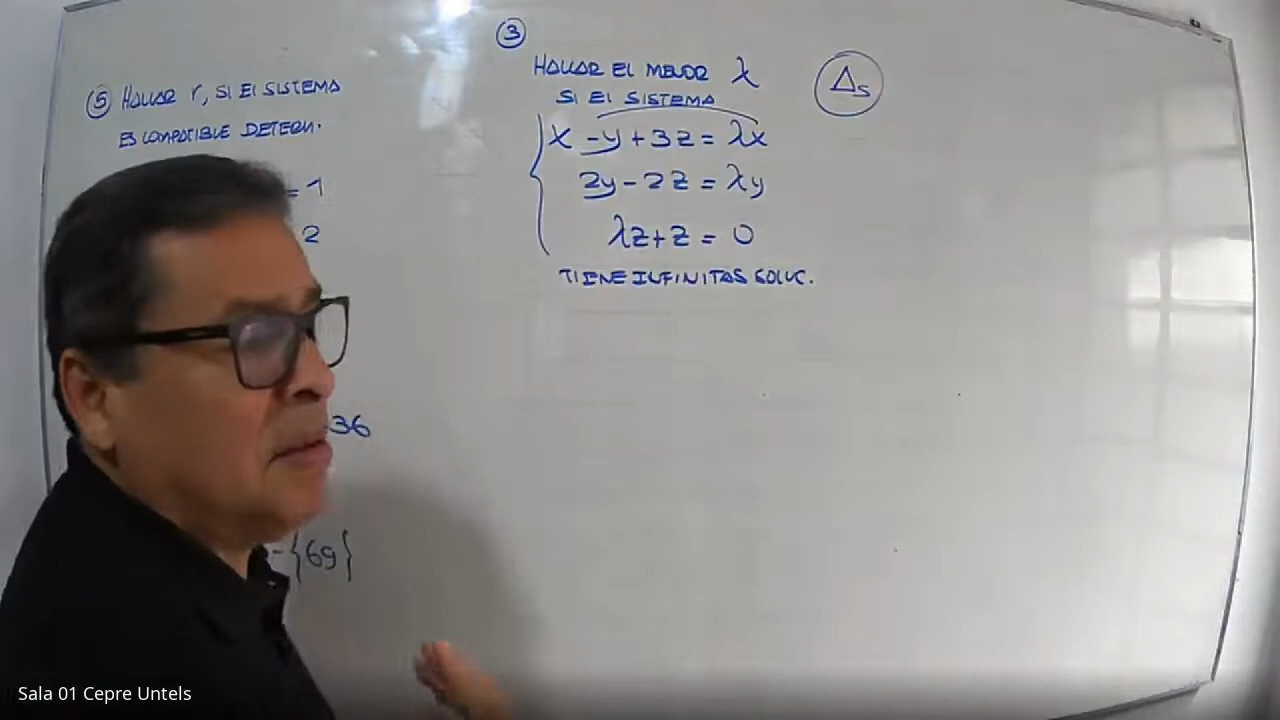 ⑤ HALLAR r, SI EL SISTEMA
ES COMPATIBLE DETERM.
= 1
2
36
-{69}
③
HALLAR EL MENOR λ
SI EL SISTEMA
x - y + 3z = λx
2y - 2z = λy
λz + z = 0
TIENE INFINITAS SOLUC.
Δs
Sala 01 Cepre Untels